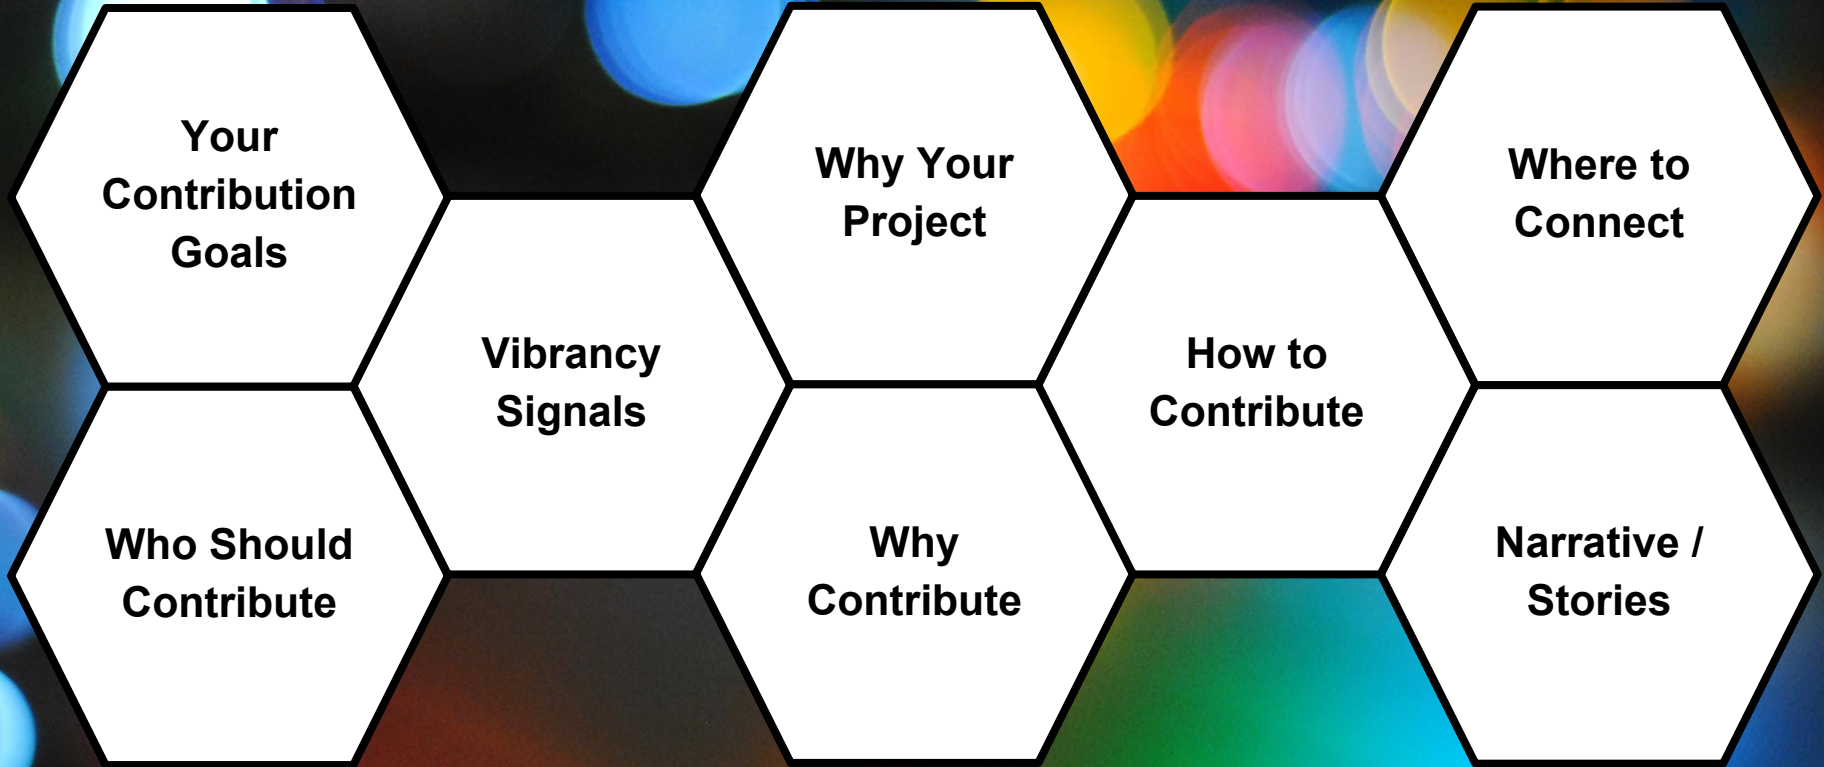 Your
Contribution
Goals
Who Should
Contribute
Vibrancy
Signals
Why Your
Project
Why
Contribute
How to
Contribute
Where to
Connect
Narrative /
Stories